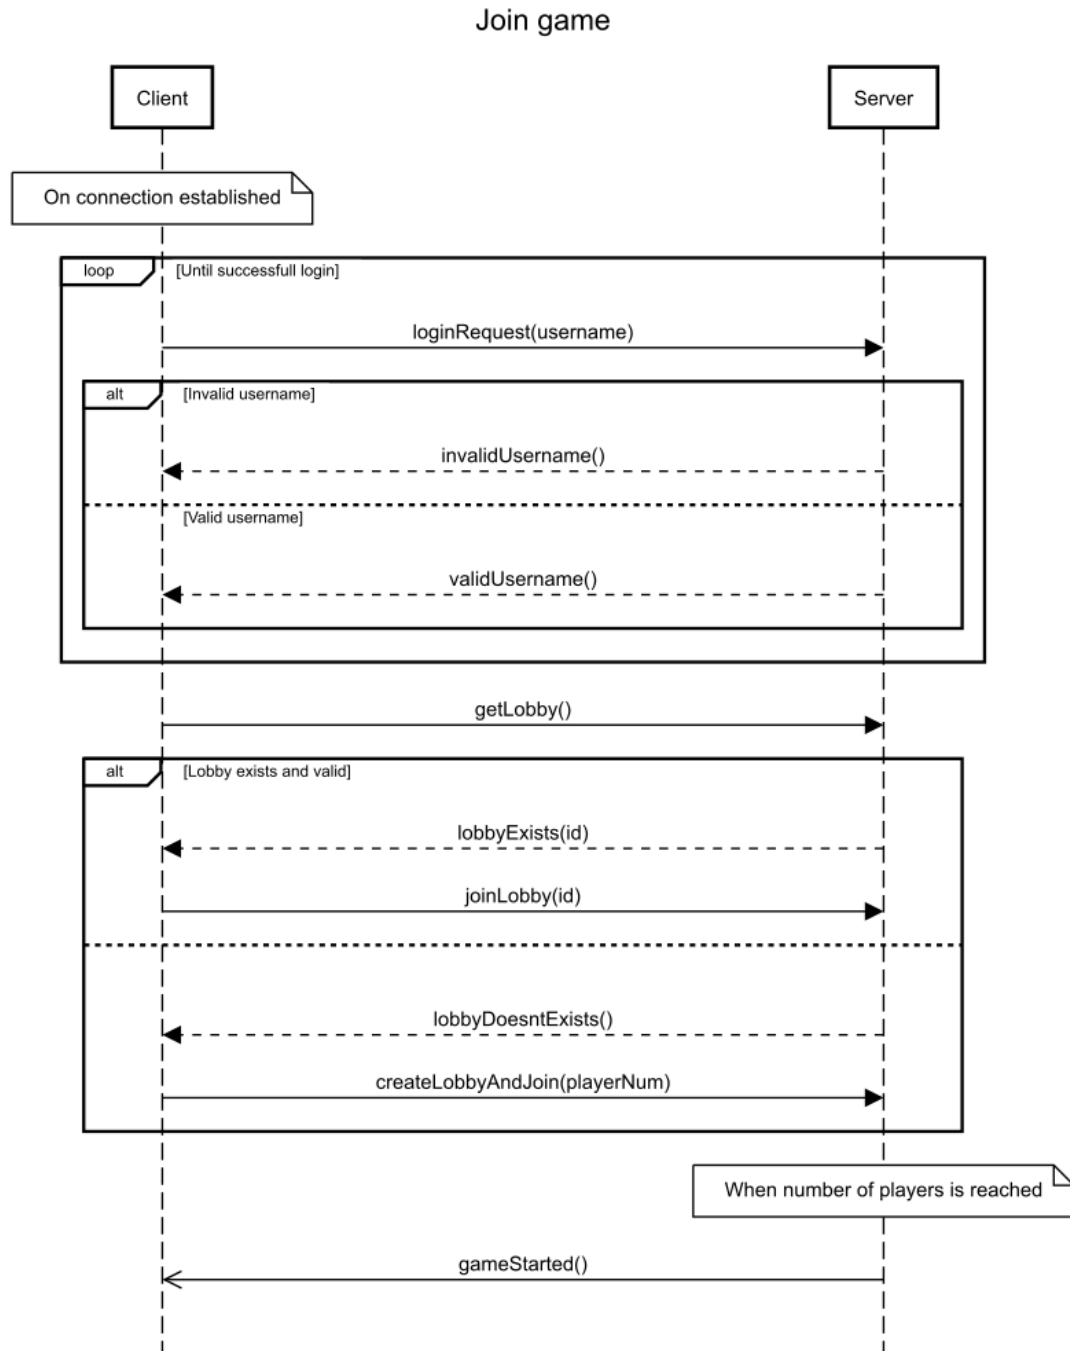 Join game
Client
Server
On connection established
loop
[Until successfull login]
loginRequest(username)
alt
[Invalid username]
invalidUsername()
[Valid username]
validUsername()
getLobby()
alt
[Lobby exists and valid]
lobbyExists(id)
joinLobby(id)
lobbyDoesntExists()
createLobbyAndJoin(playerNum)
When number of players is reached
gameStarted()